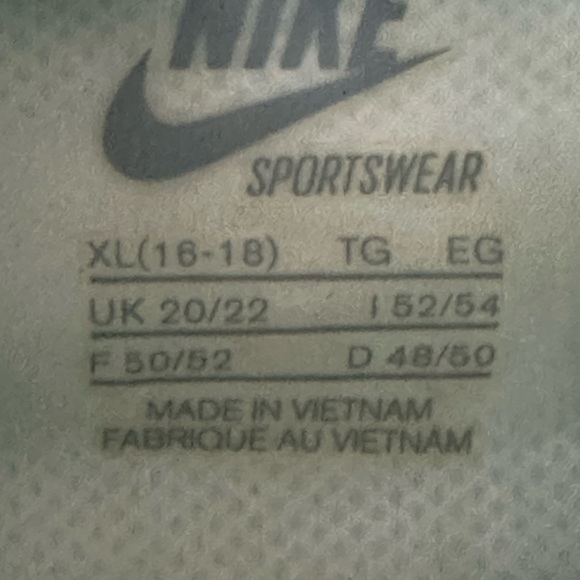 NIKE
SPORTSWEAR
XL(16-18) TG EG
UK 20/22 I 52/54
F 50/52 D 48/50
MADE IN VIETNAM
FABRIQUÉ AU VIETNAM